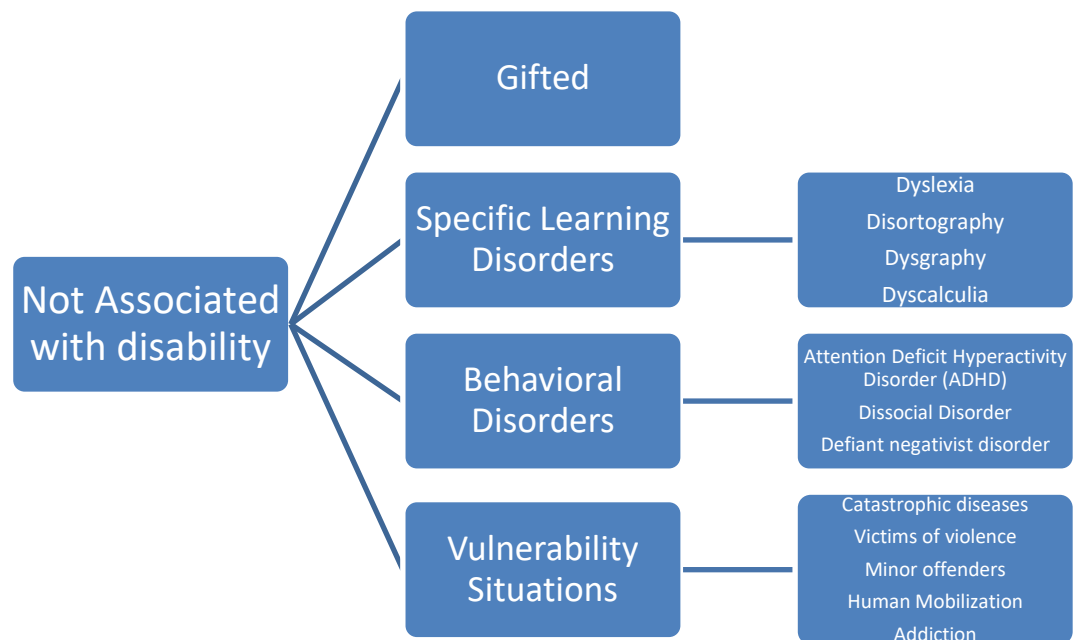 Gifted
Specific Learning
Disorders
Dyslexia
Disortography
Dysgraphy
Dyscalculia
Not Associated
with disability
Behavioral
Disorders
Attention Deficit Hyperactivity
Disorder (ADHD)
Dissocial Disorder
Defiant negativist disorder
Vulnerability
Situations
Catastrophic diseases
Victims of violence
Minor offenders
Human Mobilization
Addiction